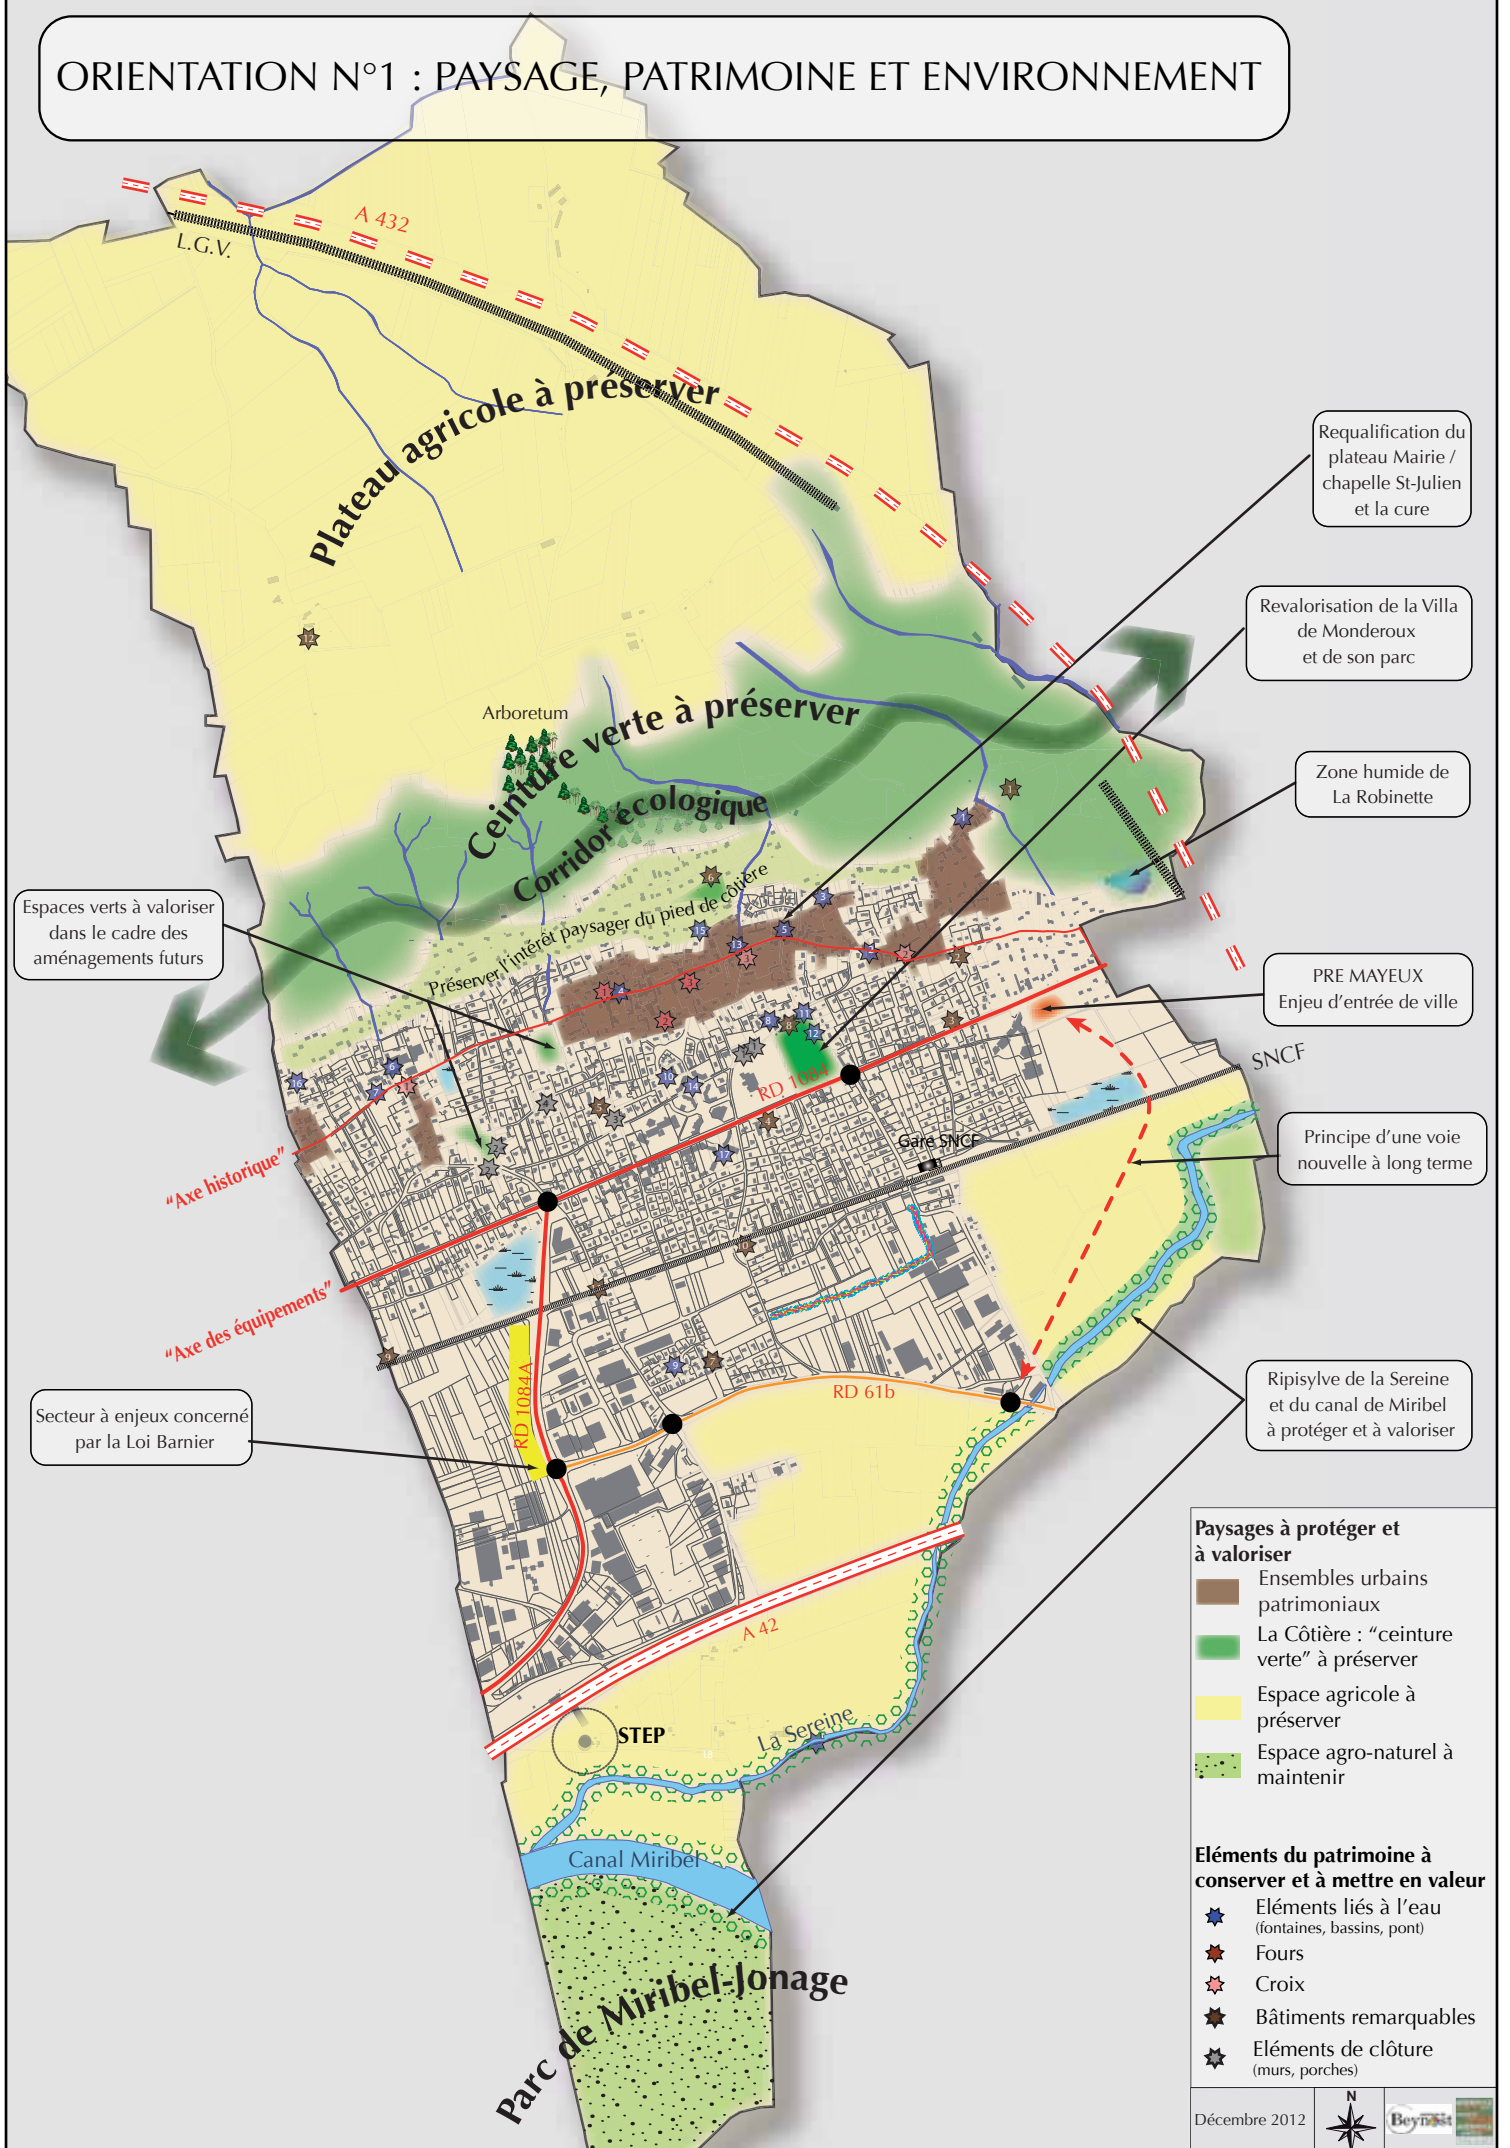 ORIENTATION N°1 : PAYSAGE, PATRIMOINE ET ENVIRONNEMENT
A 432
L.G.V.
Plateau agricole à préserver
Requalification du
plateau Mairie /
chapelle St-Julien
et la cure
Revalorisation de la Villa
de Monderoux
et de son parc
12
Arboretum
Ceinture verte à préserver
Corridor écologique
Zone humide de
La Robinette
Espaces verts à valoriser
dans le cadre des
aménagements futurs
Préserver l'intérêt paysager du pied de côtière
PRE MAYEUX
Enjeu d'entrée de ville
SNCF
RD 1084
Gare SNCF
Principe d'une voie
nouvelle à long terme
"Axe historique"
"Axe des équipements"
RD 1084A
RD 61b
Secteur à enjeux concerné
par la Loi Barnier
Ripisylve de la Sereine
et du canal de Miribel
à protéger et à valoriser
A 42
STEP
18
La Sereine
Canal Miribel
Parc de Miribel-Jonage
Paysages à protéger et
à valoriser
Ensembles urbains
patrimoniaux
La Côtière : "ceinture
verte" à préserver
Espace agricole à
préserver
Espace agro-naturel à
maintenir
Eléments du patrimoine à
conserver et à mettre en valeur
Eléments liés à l'eau
(fontaines, bassins, pont)
Fours
Croix
Bâtiments remarquables
Eléments de clôture
(murs, porches)
Décembre 2012
N
Beynost